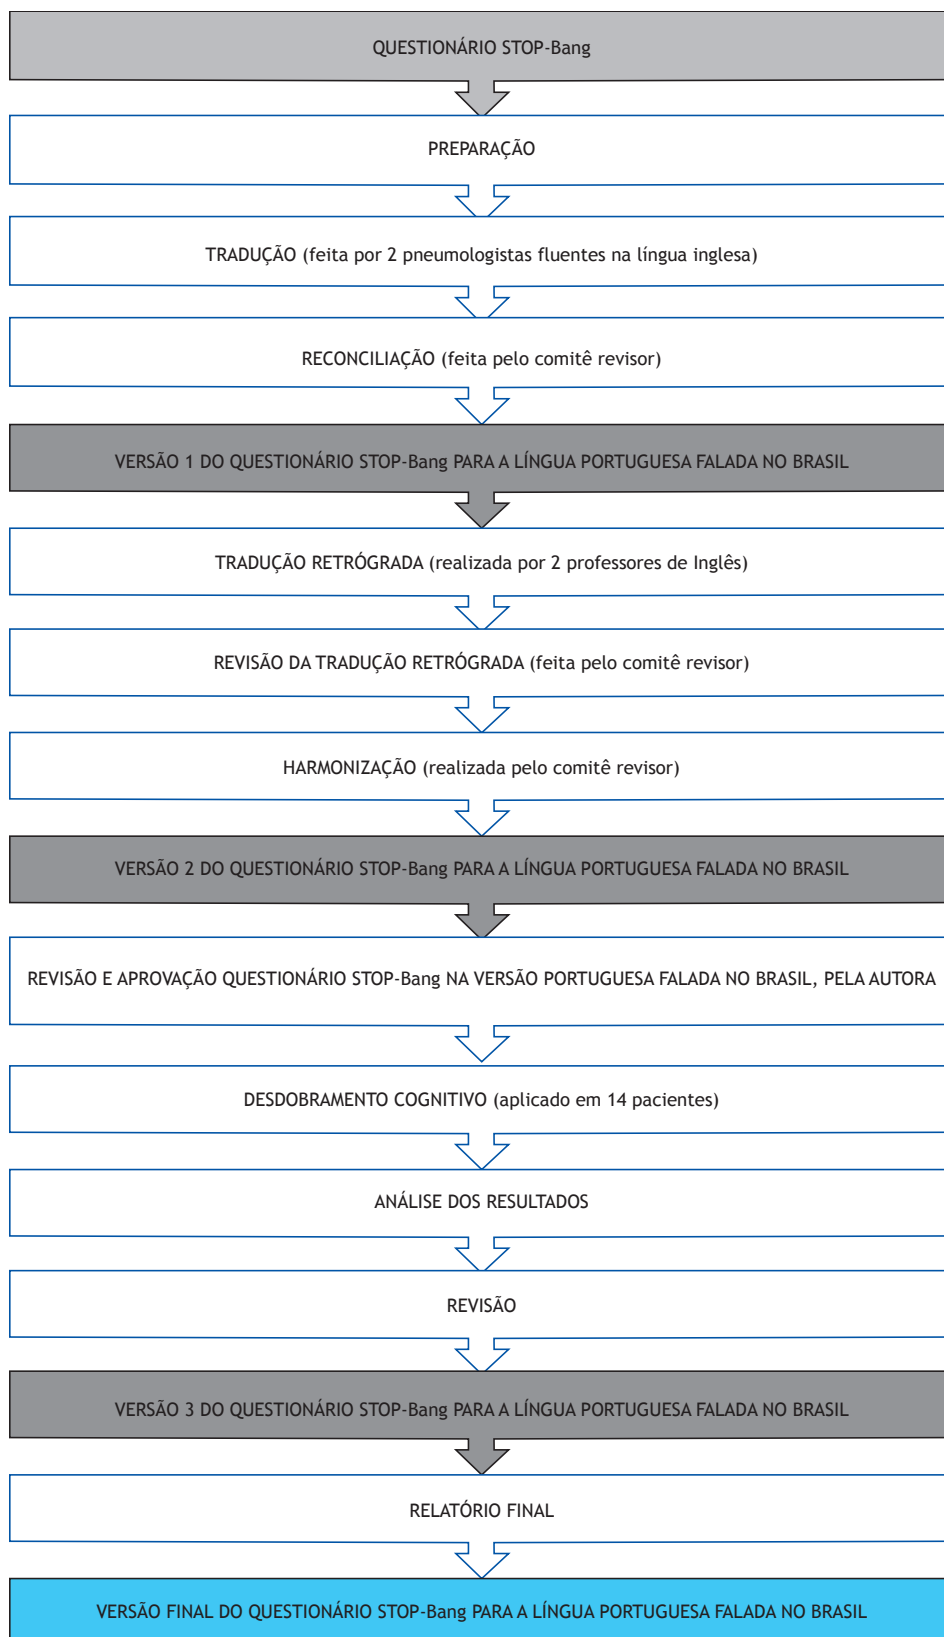 QUESTIONÁRIO STOP-Bang
PREPARAÇÃO
TRADUÇÃO (feita por 2 pneumologistas fluentes na língua inglesa)
RECONCILIAÇÃO (feita pelo comitê revisor)
VERSÃO 1 DO QUESTIONÁRIO STOP-Bang PARA A LÍNGUA PORTUGUESA FALADA NO BRASIL
TRADUÇÃO RETRÓGRADA (realizada por 2 professores de Inglês)
REVISÃO DA TRADUÇÃO RETRÓGRADA (feita pelo comitê revisor)
HARMONIZAÇÃO (realizada pelo comitê revisor)
VERSÃO 2 DO QUESTIONÁRIO STOP-Bang PARA A LÍNGUA PORTUGUESA FALADA NO BRASIL
REVISÃO E APROVAÇÃO QUESTIONÁRIO STOP-Bang NA VERSÃO PORTUGUESA FALADA NO BRASIL, PELA AUTORA
DESDOBRAMENTO COGNITIVO (aplicado em 14 pacientes)
ANÁLISE DOS RESULTADOS
REVISÃO
VERSÃO 3 DO QUESTIONÁRIO STOP-Bang PARA A LÍNGUA PORTUGUESA FALADA NO BRASIL
RELATÓRIO FINAL
VERSÃO FINAL DO QUESTIONÁRIO STOP-Bang PARA A LÍNGUA PORTUGUESA FALADA NO BRASIL